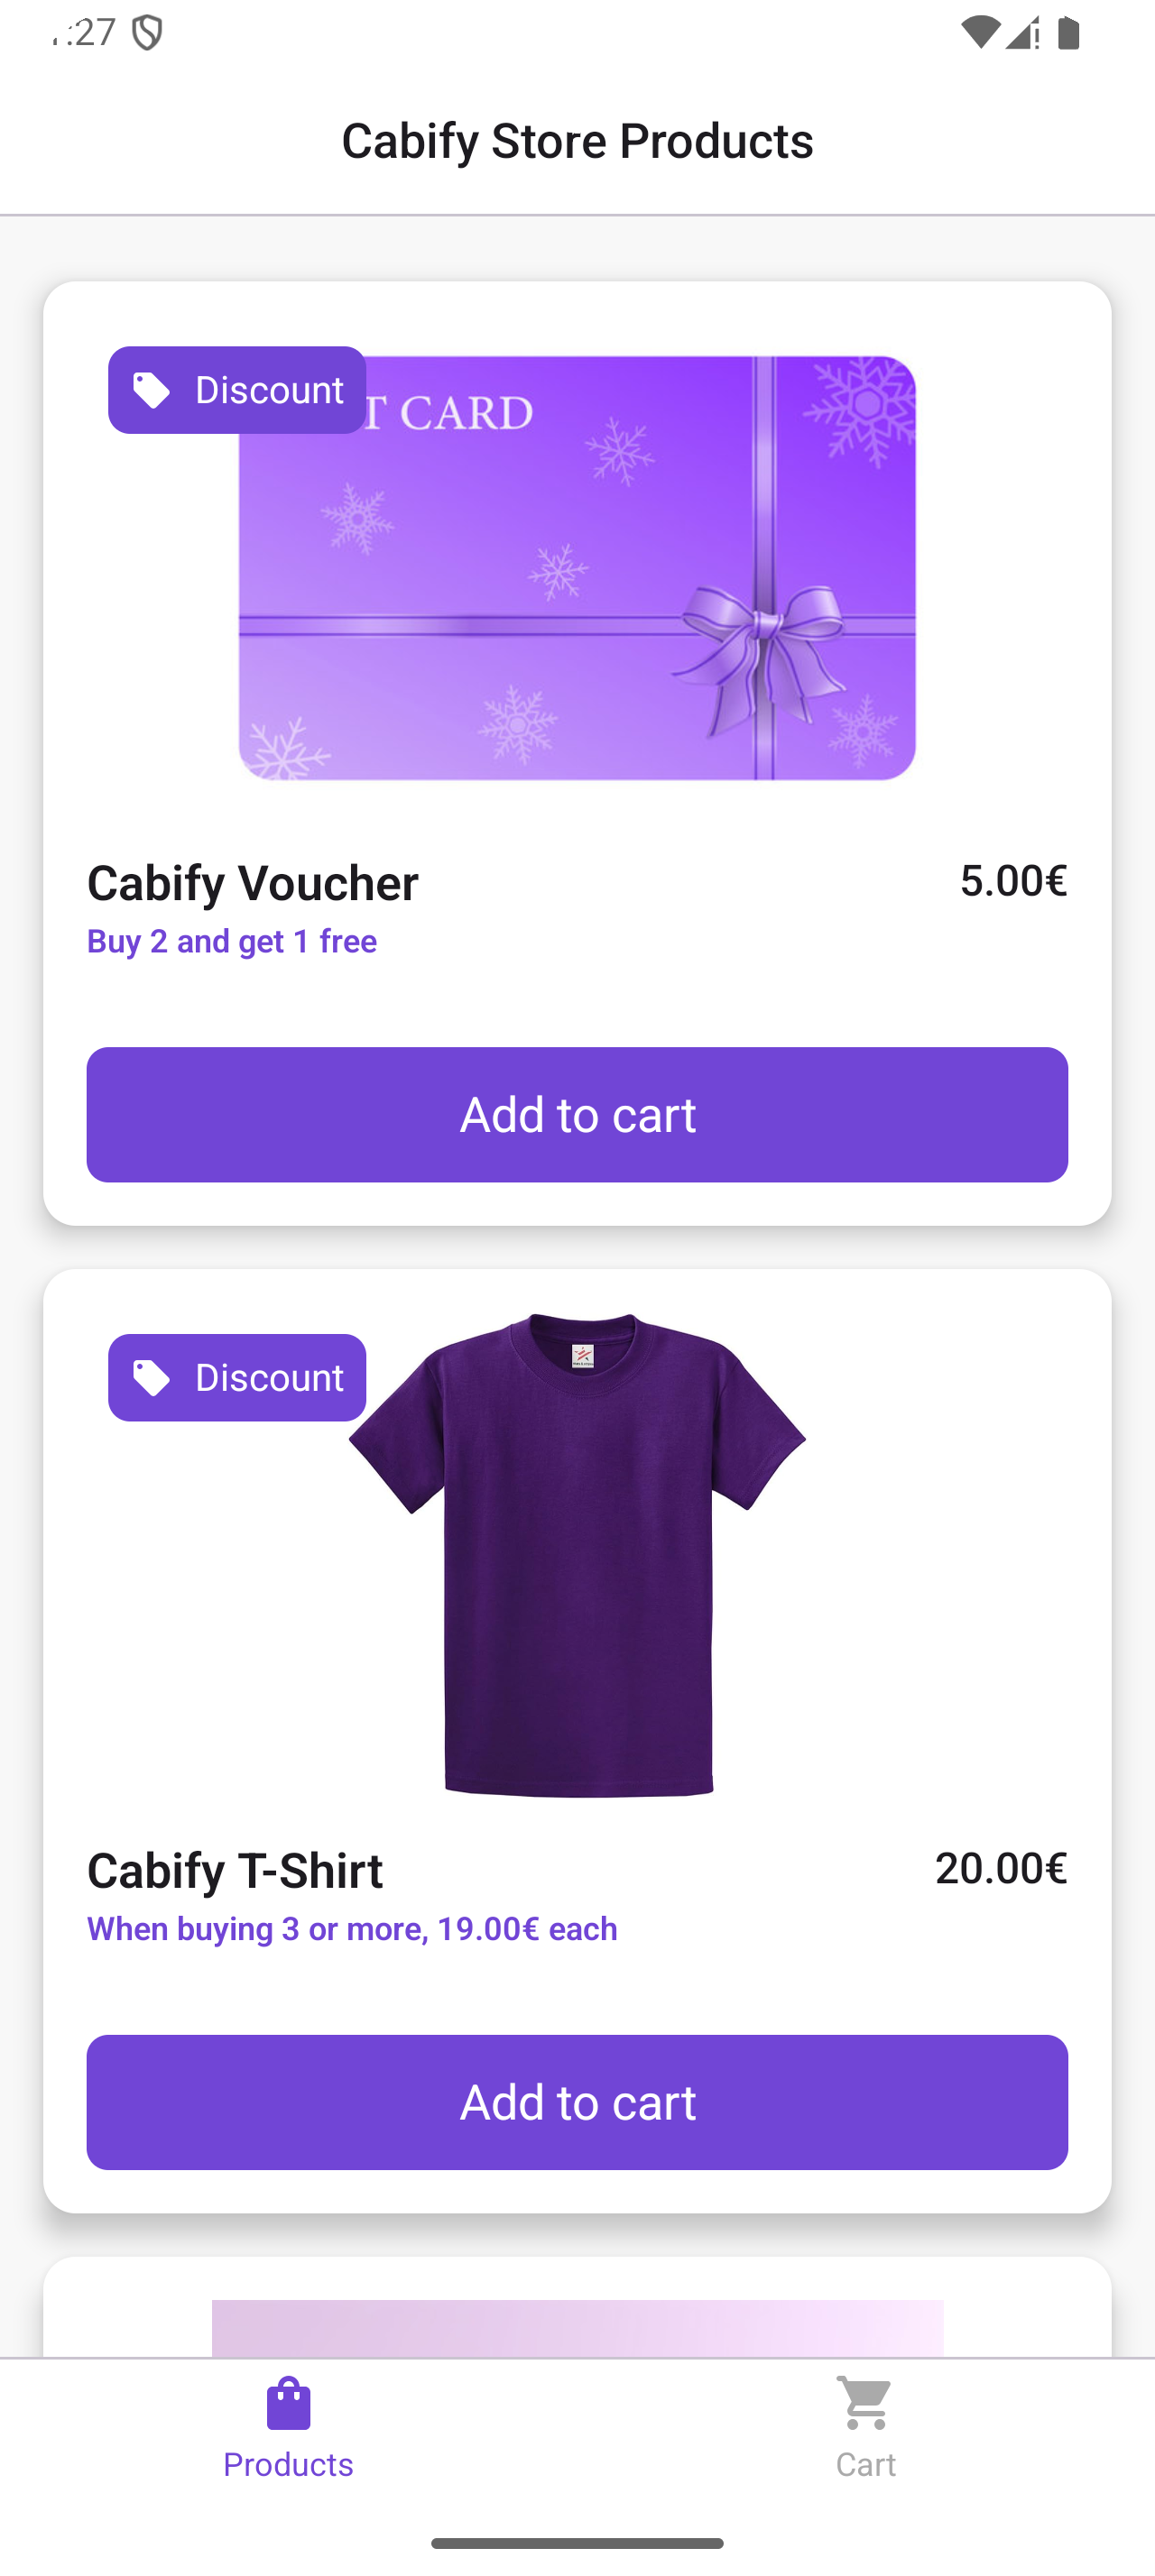 :27
Cabify Store Products
Discount
T CARD
Cabify Voucher
5.00€
Buy 2 and get 1 free
Add to cart
Discount
Cabify T-Shirt
20.00€
When buying 3 or more, 19.00€ each
Add to cart
Products
Cart